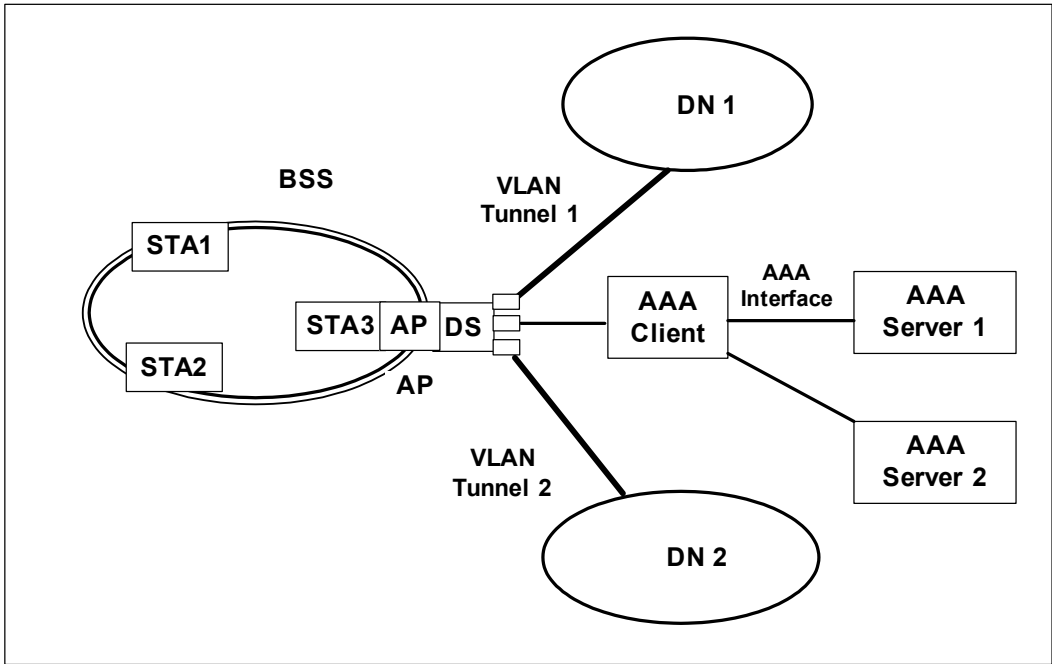 DN 1
BSS
VLAN
Tunnel 1
STA1
AAA
Interface
AAA
Client
AAA
Server 1
STA3
AP
DS
STA2
AP
AAA
Server 2
VLAN
Tunnel 2
DN 2